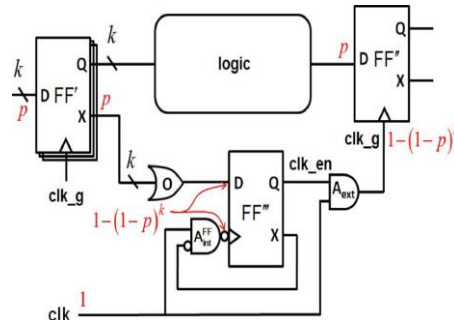 k
k
p
D FF' Q
X
p
clk_g
logic
p
D FF" Q
X
clk_g
1-(1-p)
k
O
1-(1-p)^k
D FF''' Q
X
clk_en
A_ext
A_int^FF
clk
1